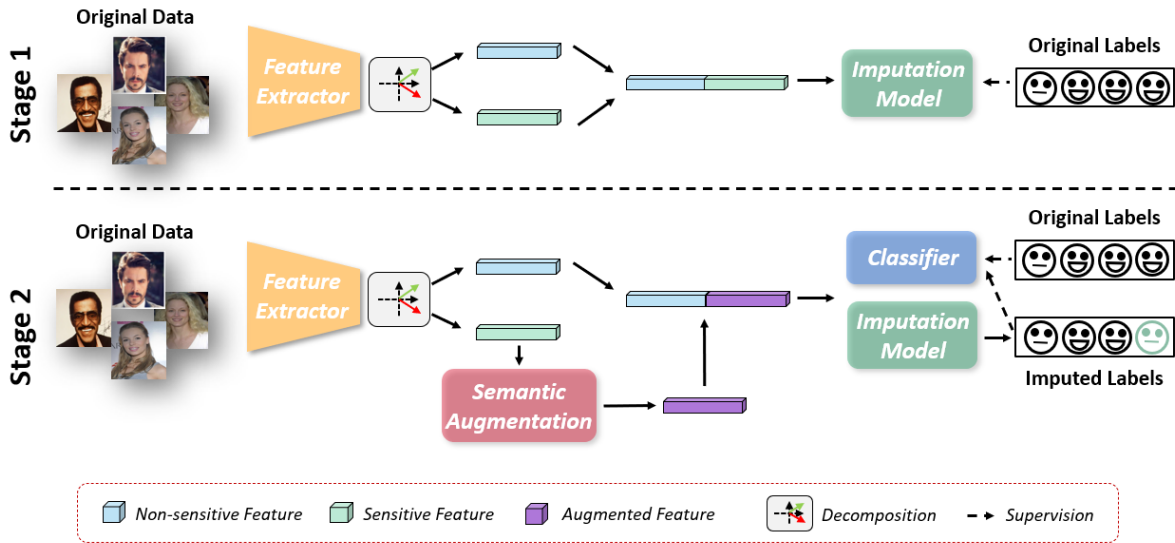 Stage 1
Original Data
Feature
Extractor
Imputation
Model
Original Labels
Stage 2
Original Data
Feature
Extractor
Semantic
Augmentation
Classifier
Imputation
Model
Original Labels
Imputed Labels
Non-sensitive Feature
Sensitive Feature
Augmented Feature
Decomposition
Supervision